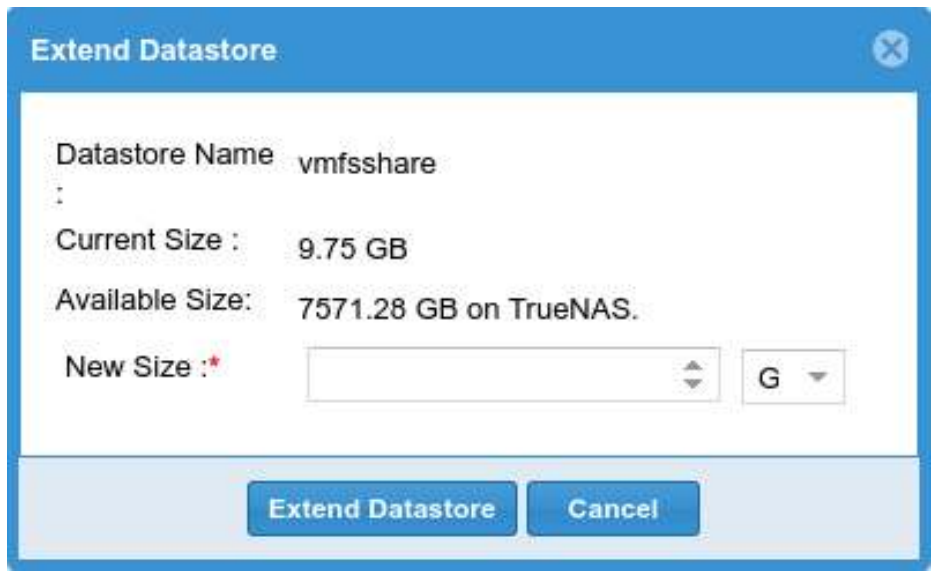 Extend Datastore
Datastore Name
: vmfsshare
Current Size : 9.75 GB
Available Size: 7571.28 GB on TrueNAS.
New Size :* G
Extend Datastore Cancel